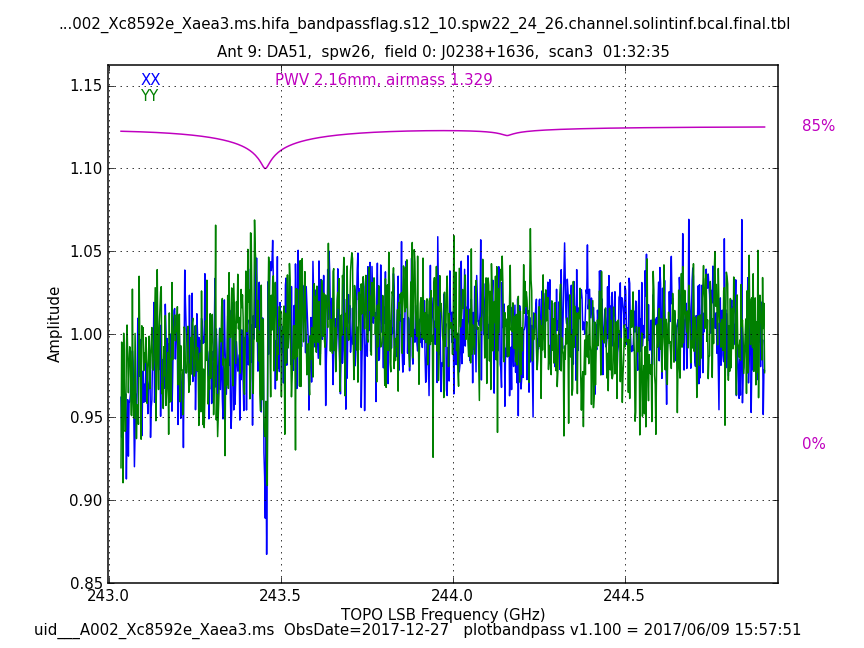 ...002_Xc8592e_Xaea3.ms.hifa_bandpassflag.s12_10.spw22_24_26.channel.solintinf.bcal.final.tbl
Ant 9: DA51, spw26, field 0: J0238+1636, scan3 01:32:35
XX
YY
PWV 2.16mm, airmass 1.329
85%
0%
1.15
1.10
1.05
1.00
0.95
0.90
0.85
Amplitude
243.0
243.5
244.0
244.5
TOPO LSB Frequency (GHz)
uid___A002_Xc8592e_Xaea3.ms ObsDate=2017-12-27 plotbandpass v1.100 = 2017/06/09 15:57:51